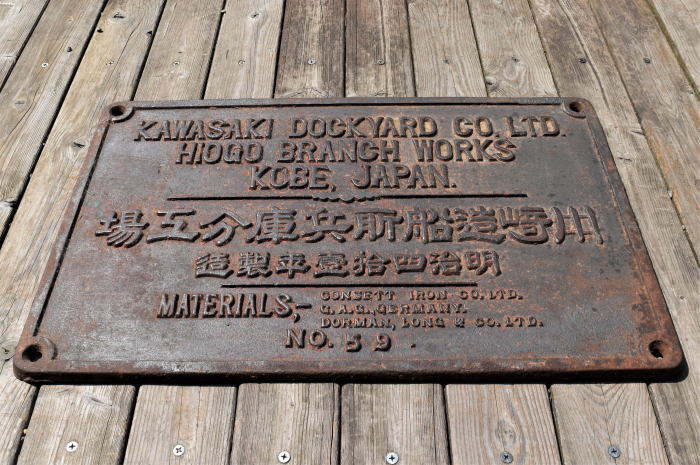 KAWASAKI DOCKYARD CO. LTD.
HIOGO BRANCH WORKS
KOBE, JAPAN.
川崎造船所兵庫分工場
明治四拾壹年製造
MATERIALS,- CONSETT IRON CO. LTD.
G.A.G., GERMANY.
DORMAN, LONG & CO. LTD.
NO. 59.